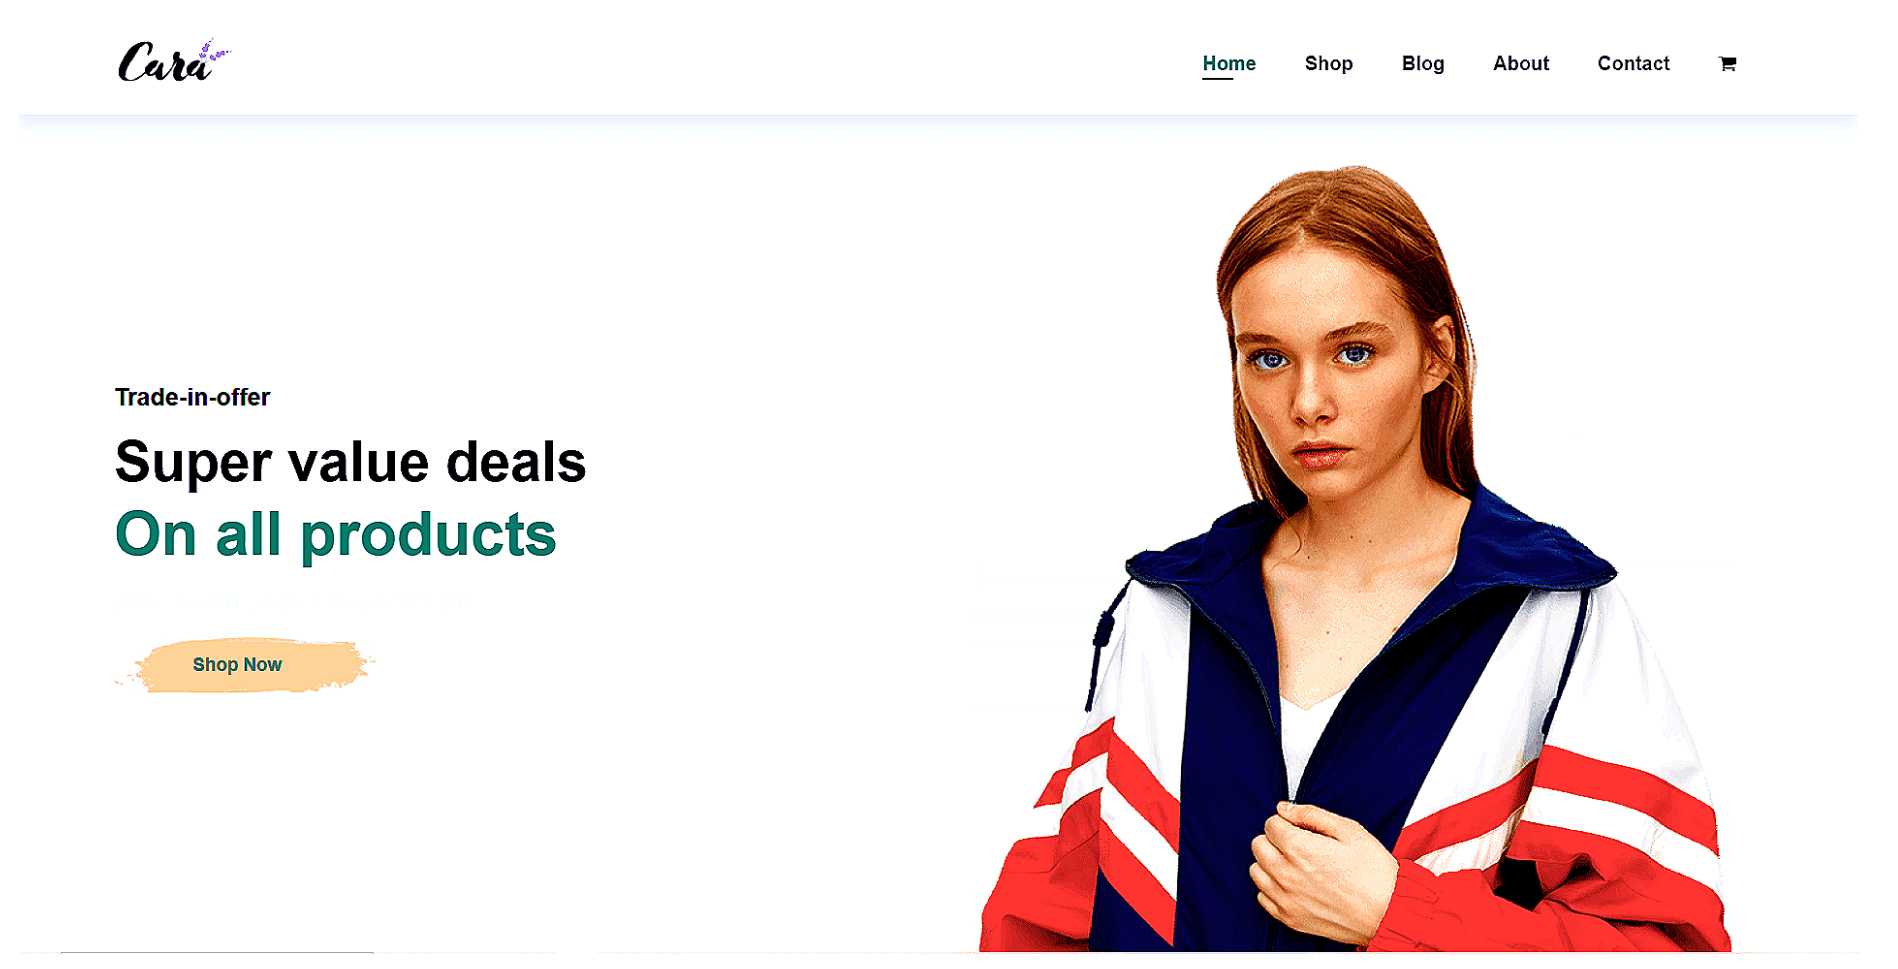 Cara
Home Shop Blog About Contact
Trade-in-offer
Super value deals
On all products
Shop Now